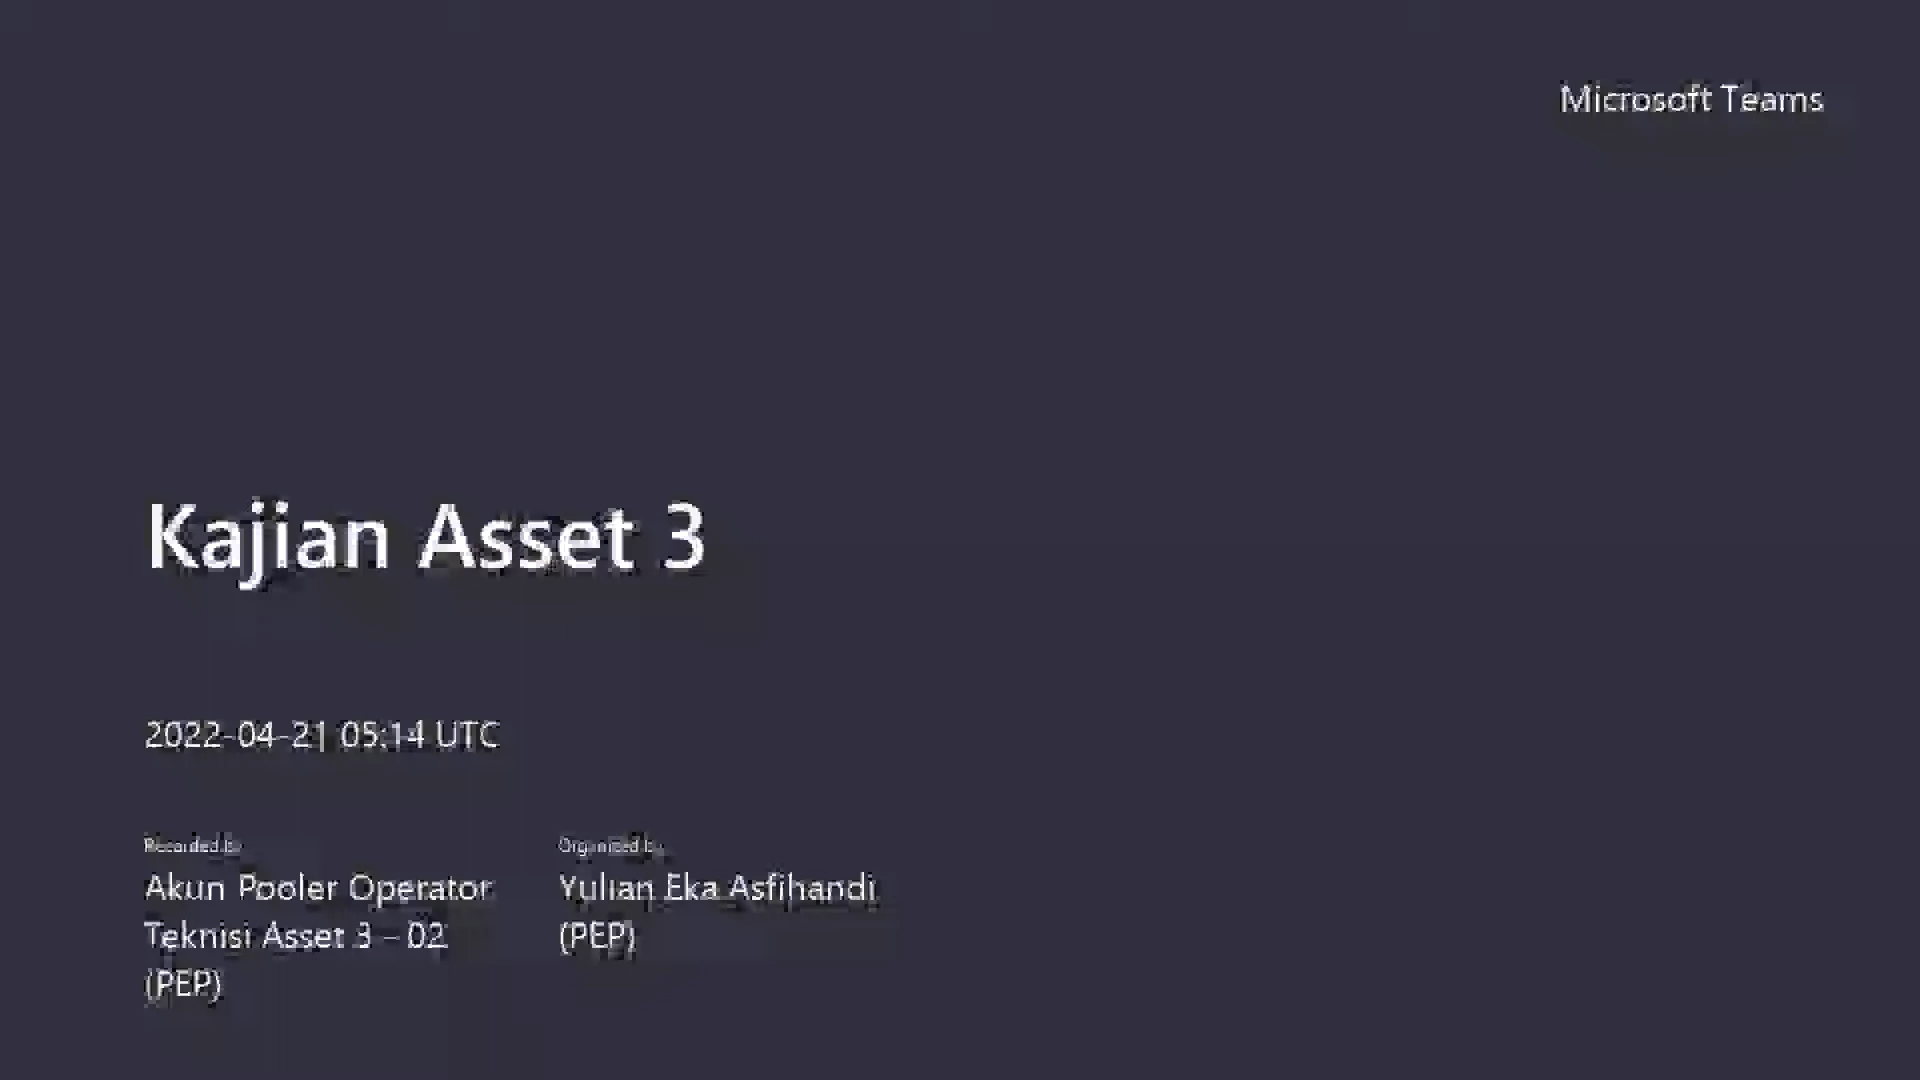 Microsoft Teams
Kajian Asset 3
2022-04-21 05:14 UTC
Recorded by
Organized by
Akun Pooler Operator
Yulian Eka Asfihandi
Teknisi Asset 3 - 02
(PEP)
(PEP)